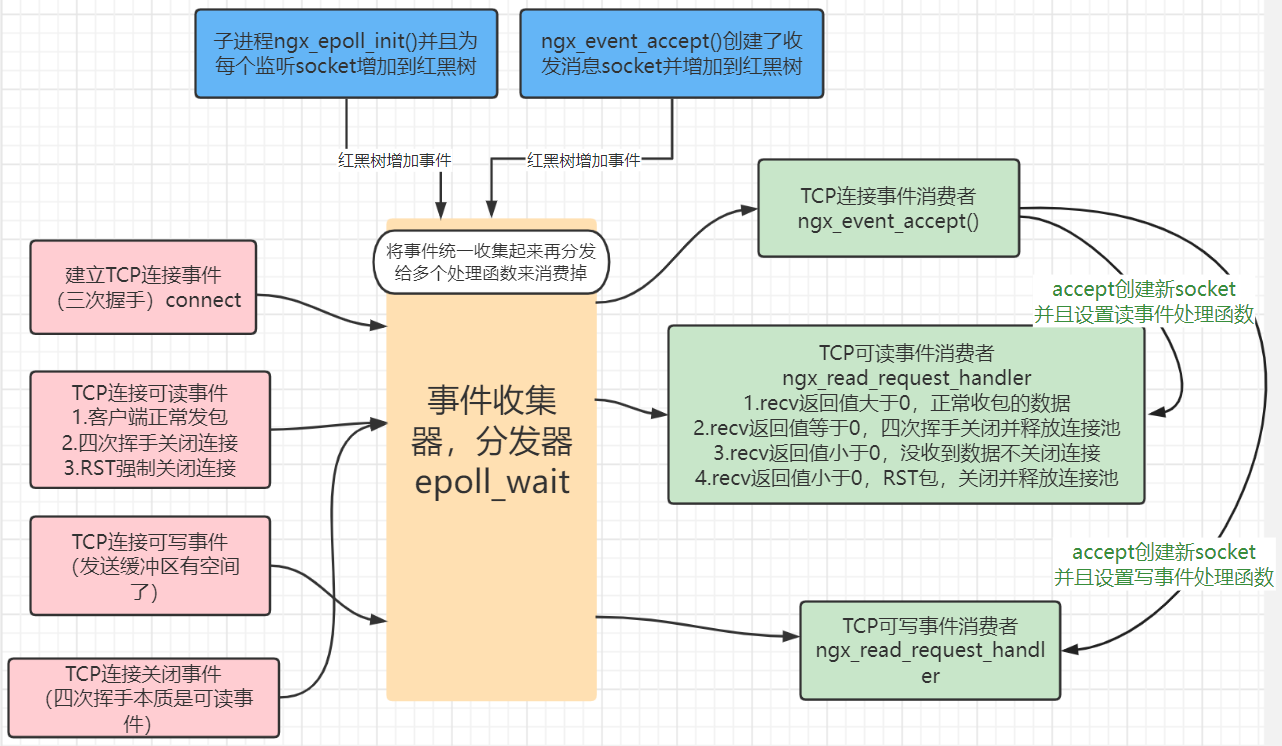 子进程ngx_epoll_init()并且为
每个监听socket增加到红黑树
ngx_event_accept()创建了收
发消息socket并增加到红黑树
红黑树增加事件
红黑树增加事件
将事件统一收集起来再分发
给多个处理函数来消费掉
事件收集
器，分发器
epoll_wait
建立TCP连接事件
（三次握手）connect
TCP连接可读事件
1.客户端正常发包
2.四次挥手关闭连接
3.RST强制关闭连接
TCP连接可写事件
（发送缓冲区有空间
了）
TCP连接关闭事件
（四次挥手本质是可读事
件）
TCP连接事件消费者
ngx_event_accept()
accept创建新socket
并且设置读事件处理函数
TCP可读事件消费者
ngx_read_request_handler
1.recv返回值大于0，正常收包的数据
2.recv返回值等于0，四次挥手关闭并释放连接池
3.recv返回值小于0，没收到数据不关闭连接
4.recv返回值小于0，RST包，关闭并释放连接池
accept创建新socket
并且设置写事件处理函数
TCP可写事件消费者
ngx_read_request_handl
er